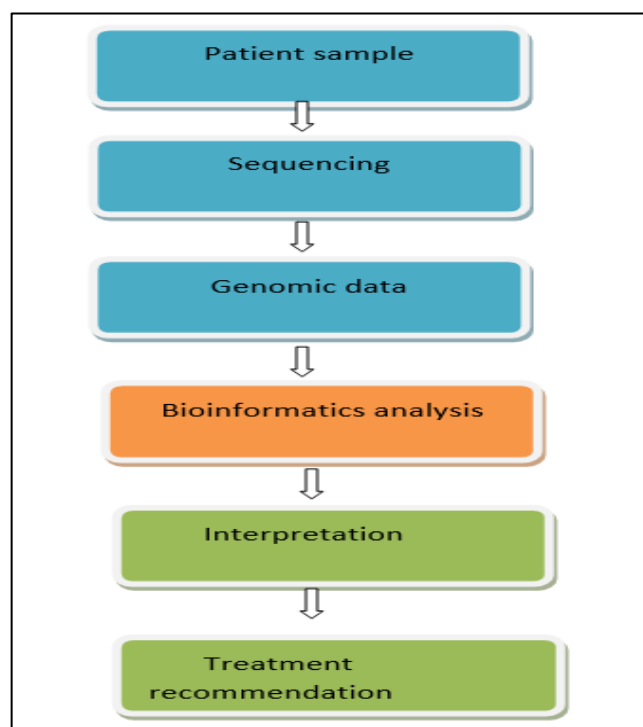 Patient sample
Sequencing
Genomic data
Bioinformatics analysis
Interpretation
Treatment
recommendation